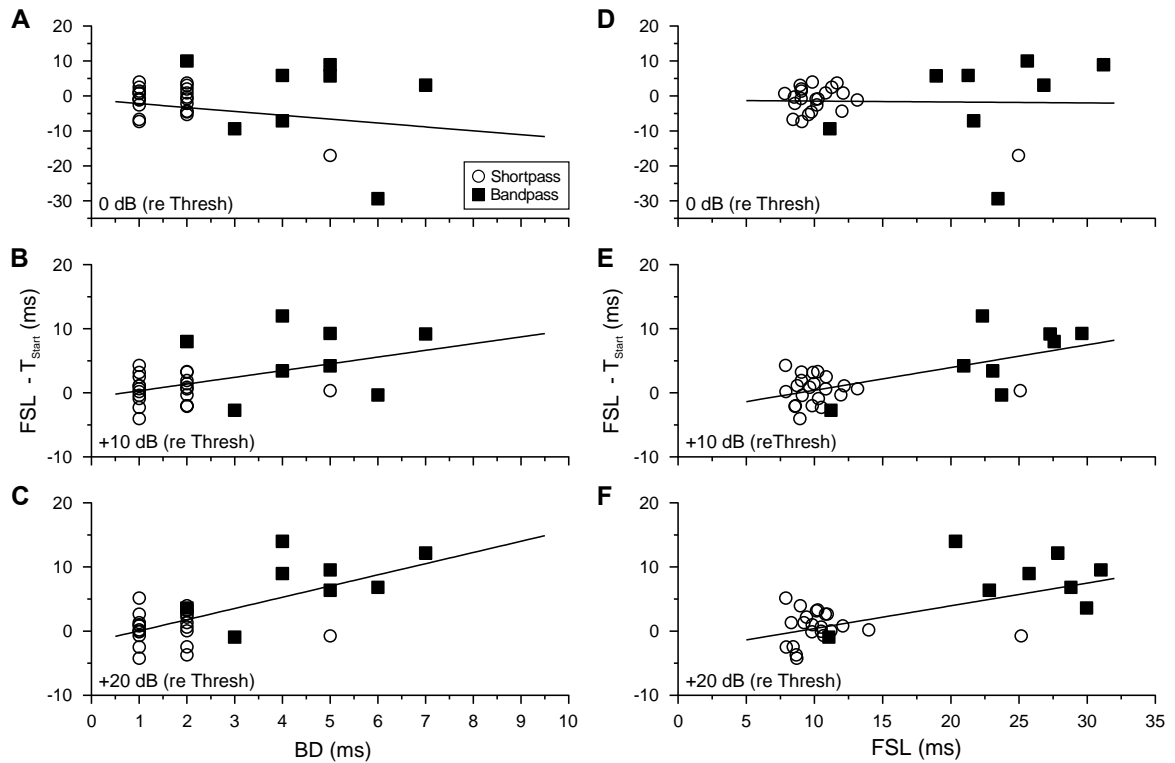 A
20
10
0
-10
-20
-30
0 dB (re Thresh)
Shortpass
Bandpass
B
20
10
0
-10
+10 dB (re Thresh)
FSL - TStart (ms)
C
20
10
0
-10
+20 dB (re Thresh)
0 1 2 3 4 5 6 7 8 9 10
BD (ms)
D
20
10
0
-10
-20
-30
0 dB (re Thresh)
E
20
10
0
-10
+10 dB (reThresh)
FSL - TStart (ms)
F
20
10
0
-10
+20 dB (re Thresh)
0 5 10 15 20 25 30 35
FSL (ms)